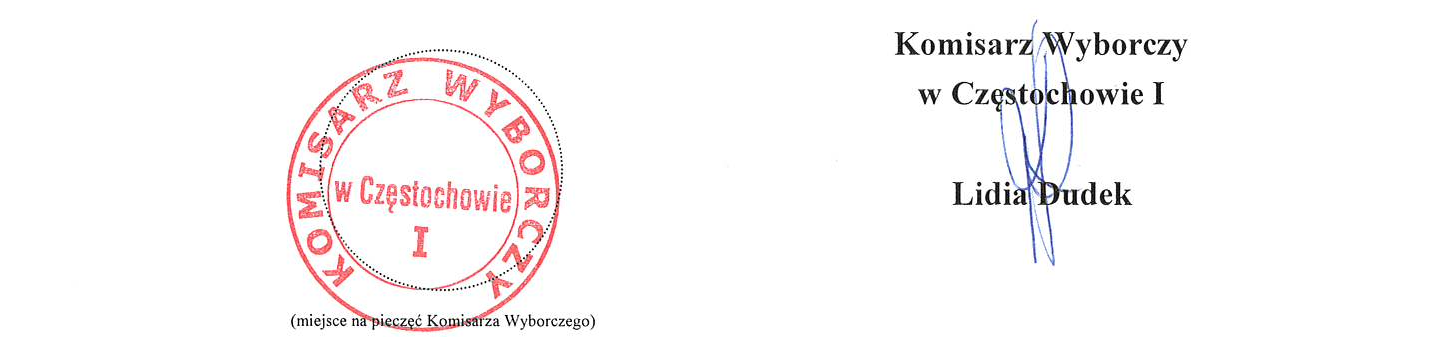 KOMISARZ WYBORCZY
w Częstochowie
I
(miejsce na pieczęć Komisarza Wyborczego)
Komisarz Wyborczy
w Częstochowie I
Lidia Dudek